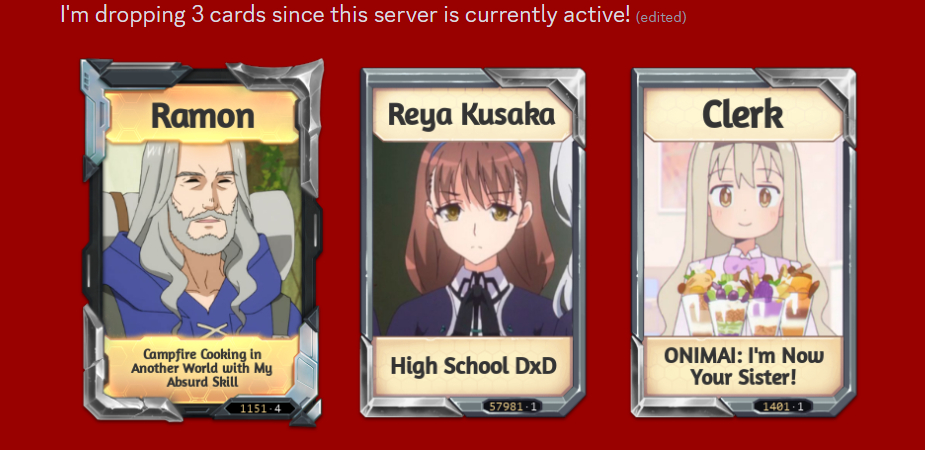 I'm dropping 3 cards since this server is currently active! (edited)
Ramon
Campfire Cooking in
Another World with My
Absurd Skill
1151·4
Reya Kusaka
High School DxD
57981·1
Clerk
ONIMAI: I'm Now
Your Sister!
1401·1